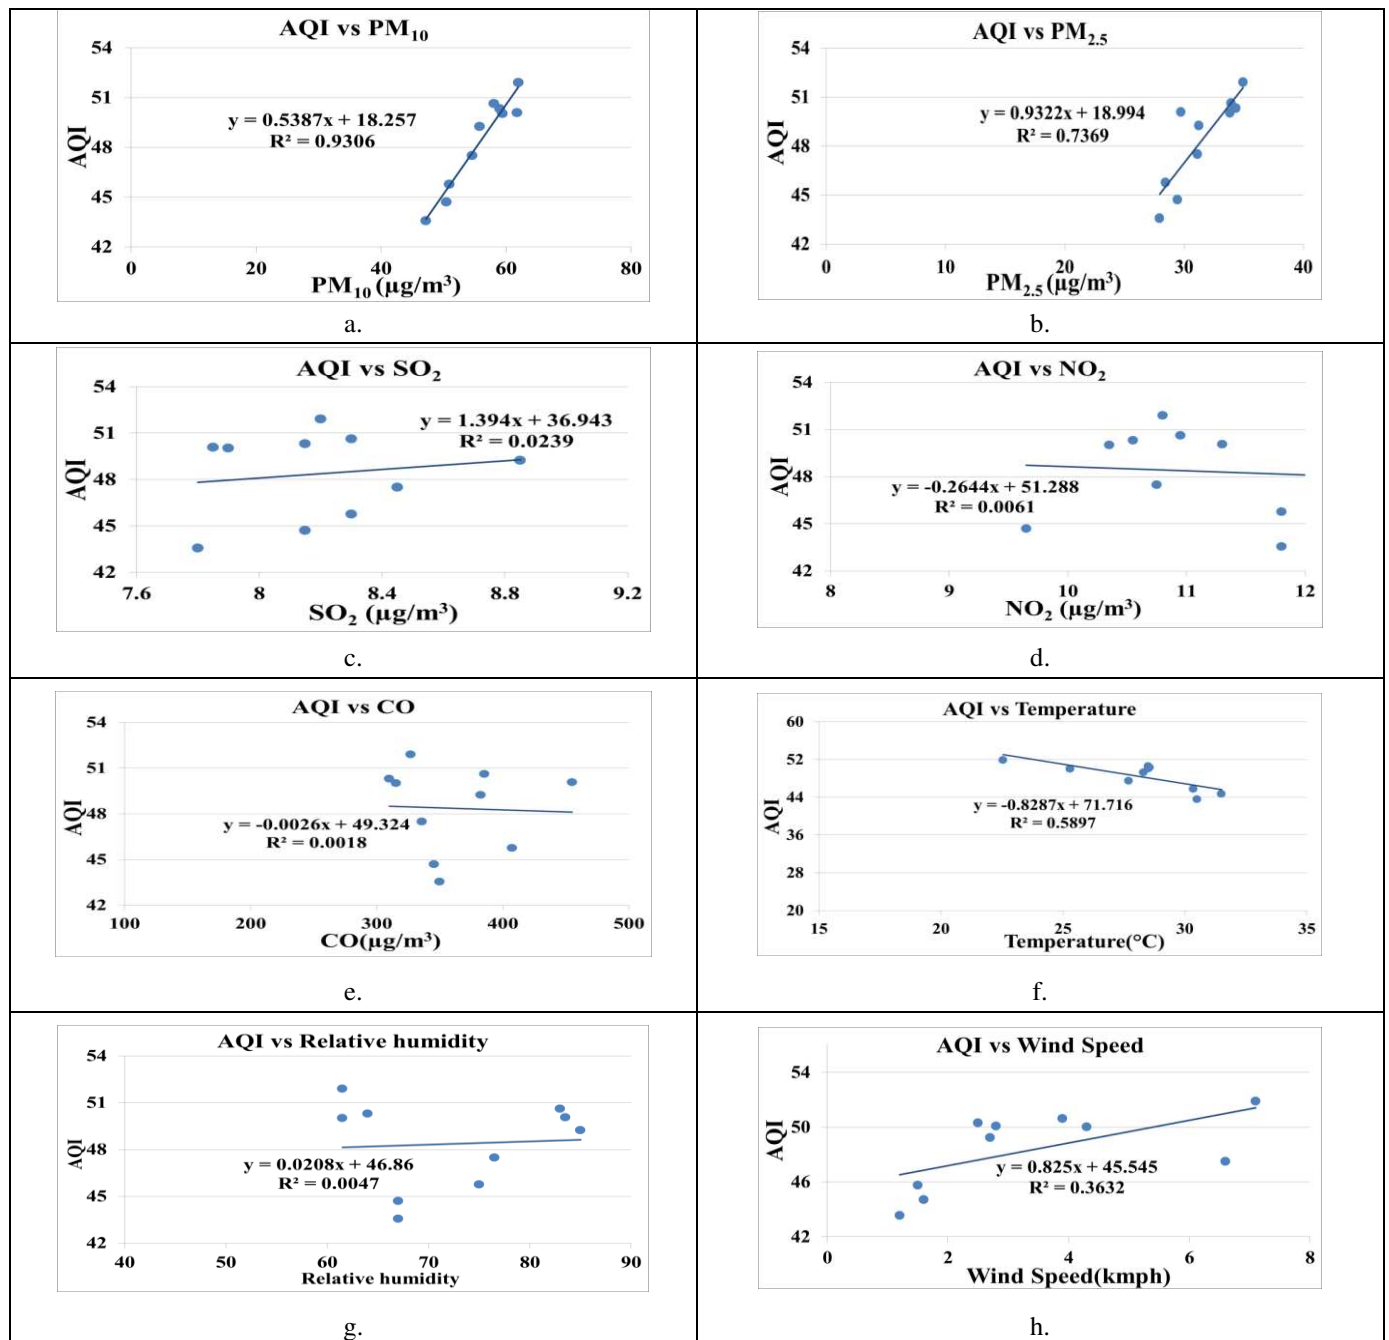 AQI vs PM10
54
51
48
45
42
AQI
y = 0.5387x + 18.257
R² = 0.9306
0 20 40 60 80
PM10 (µg/m³)
a.
AQI vs PM2.5
54
51
48
45
42
AQI
y = 0.9322x + 18.994
R² = 0.7369
0 10 20 30 40
PM2.5 (µg/m³)
b.
AQI vs SO2
54
51
48
45
42
AQI
y = 1.394x + 36.943
R² = 0.0239
7.6 8 8.4 8.8 9.2
SO2 (µg/m³)
c.
AQI vs NO2
54
51
48
45
42
AQI
y = -0.2644x + 51.288
R² = 0.0061
8 9 10 11 12
NO2 (µg/m³)
d.
AQI vs CO
54
51
48
45
42
AQI
y = -0.0026x + 49.324
R² = 0.0018
100 200 300 400 500
CO(µg/m³)
e.
AQI vs Temperature
60
52
44
36
28
20
AQI
y = -0.8287x + 71.716
R² = 0.5897
15 20 25 30 35
Temperature(°C)
f.
AQI vs Relative humidity
54
51
48
45
42
AQI
y = 0.0208x + 46.86
R² = 0.0047
40 50 60 70 80 90
Relative humidity
g.
AQI vs Wind Speed
54
50
46
42
AQI
y = 0.825x + 45.545
R² = 0.3632
0 2 4 6 8
Wind Speed(kmph)
h.